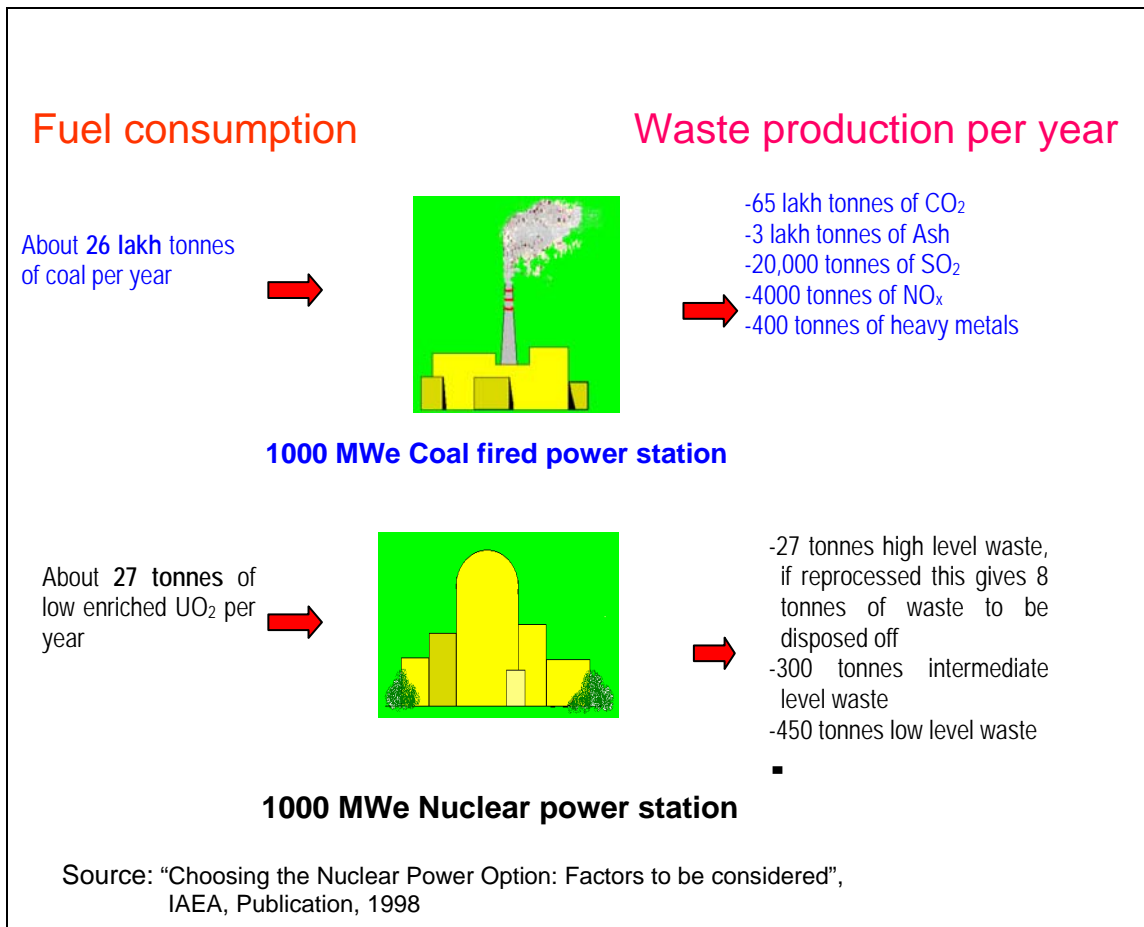 Fuel consumption
Waste production per year
About 26 lakh tonnes
of coal per year
-65 lakh tonnes of CO₂
-3 lakh tonnes of Ash
-20,000 tonnes of SO₂
-4000 tonnes of NOₓ
-400 tonnes of heavy metals
1000 MWe Coal fired power station
About 27 tonnes of
low enriched UO₂ per
year
-27 tonnes high level waste,
if reprocessed this gives 8
tonnes of waste to be
disposed off
-300 tonnes intermediate
level waste
-450 tonnes low level waste
1000 MWe Nuclear power station
Source: “Choosing the Nuclear Power Option: Factors to be considered”,
IAEA, Publication, 1998